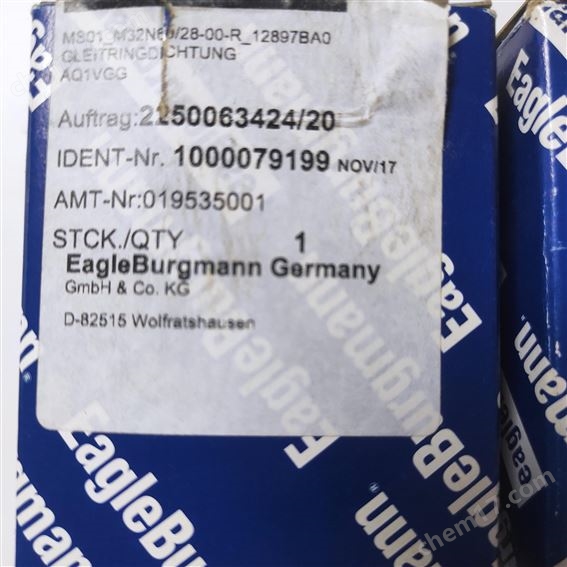 MS01_M32N60/28-00-R_12897BA0
GLEITRINGDICHTUNG
AQ1VGG
Auftrag:2250063424/20
IDENT-Nr. 1000079199 NOV/17
AMT-Nr:019535001
STCK./QTY 1
EagleBurgmann Germany
GmbH & Co. KG
D-82515 Wolfratshausen
EagleBurgmann
EagleBurgmann